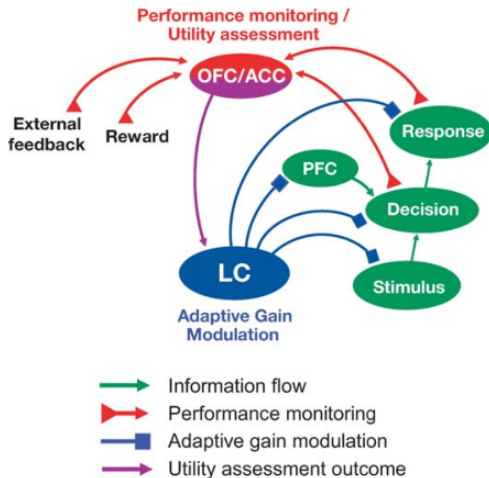 Performance monitoring /
Utility assessment
OFC/ACC
External
feedback
Reward
Response
PFC
Decision
LC
Stimulus
Adaptive Gain
Modulation
Information flow
Performance monitoring
Adaptive gain modulation
Utility assessment outcome